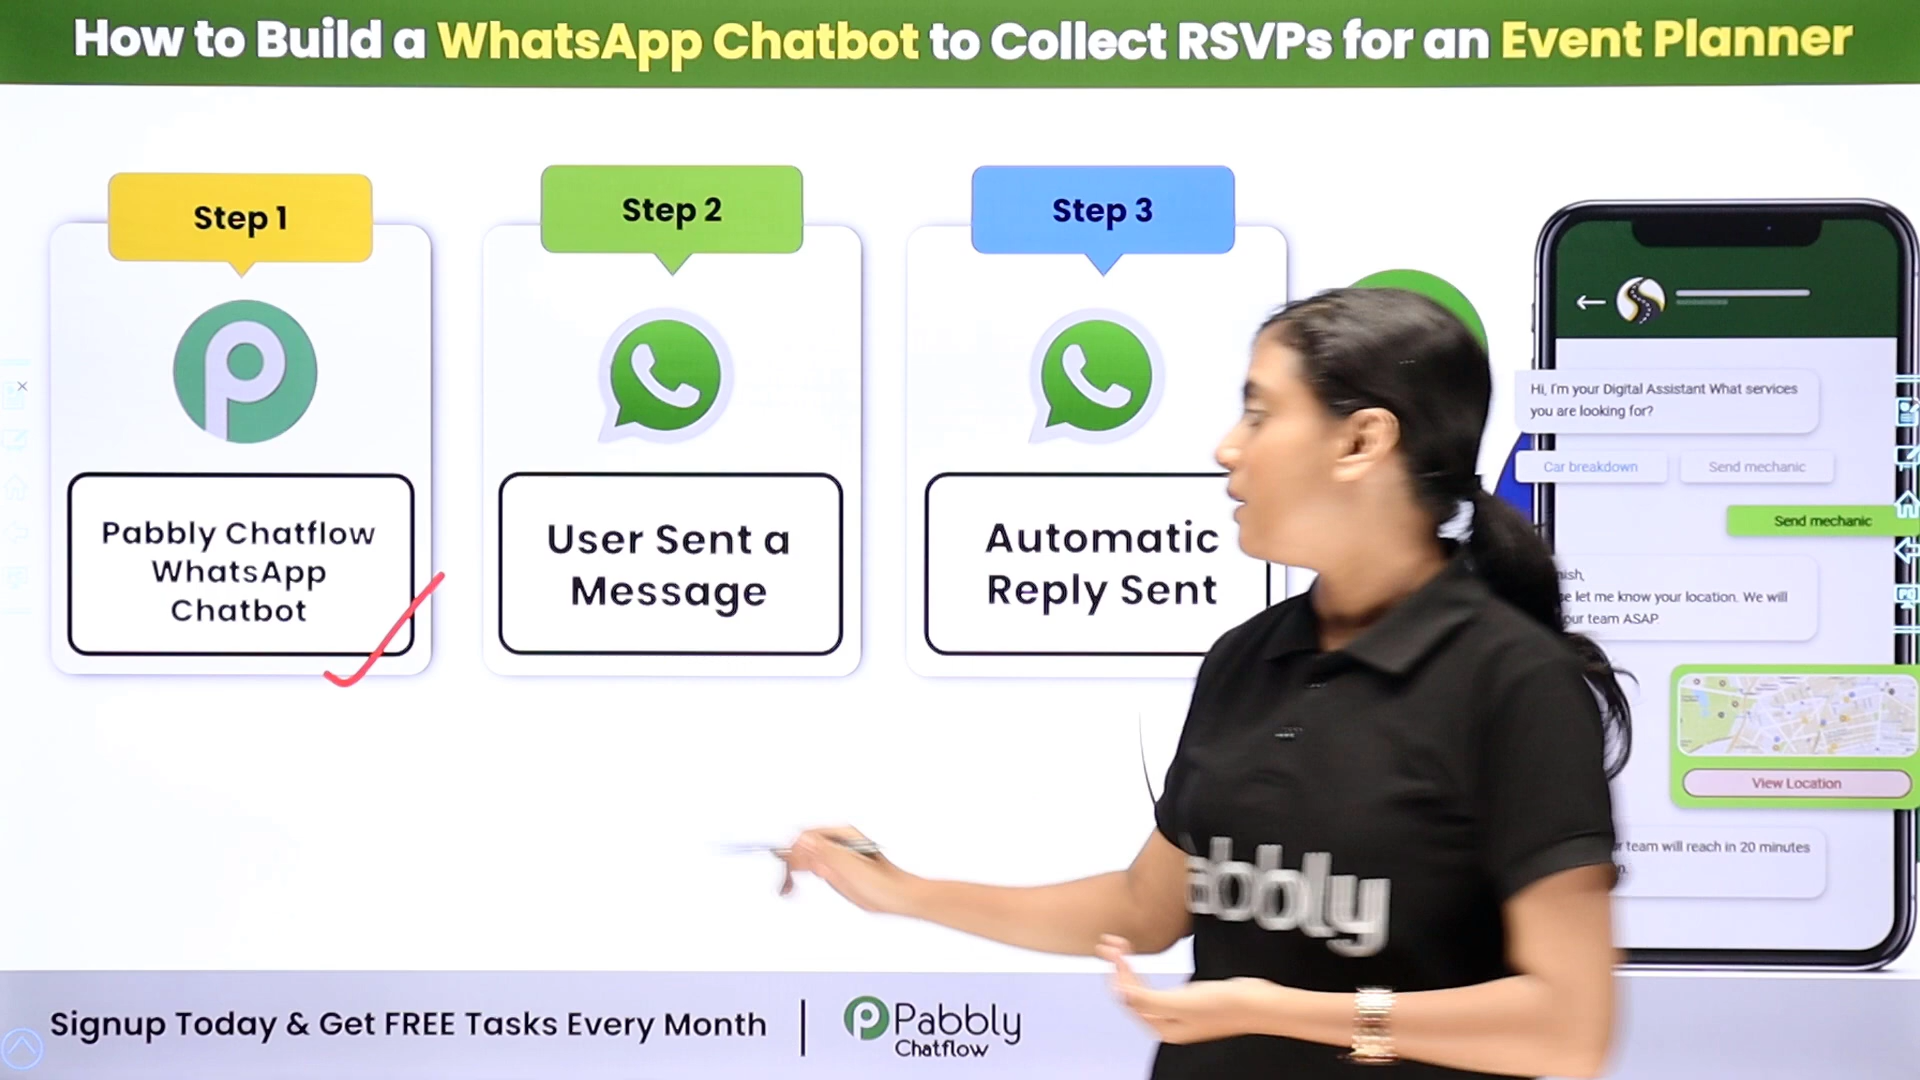 How to Build a WhatsApp Chatbot to Collect RSVPs for an Event Planner
Step 1
Pabbly Chatflow
WhatsApp
Chatbot
Step 2
User Sent a
Message
Step 3
Automatic
Reply Sent
Hi, I'm your Digital Assistant What services
you are looking for?
Car breakdown
Send mechanic
Send mechanic
let me know your location. We will
our team ASAP.
View Location
team will reach in 20 minutes
abbly
Signup Today & Get FREE Tasks Every Month
Pabbly
Chatflow